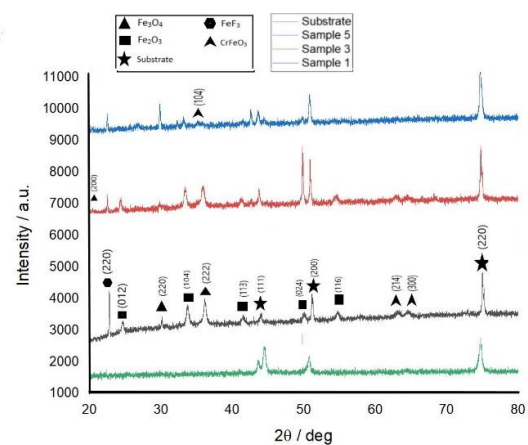 Fe₃O₄
FeF₃
Fe₂O₃
CrFeO₃
Substrate
Substrate
Sample 5
Sample 3
Sample 1
11000
10000
9000
8000
7000
6000
5000
4000
3000
2000
1000
Intensity / a.u.
(104)
(200)
(220)
(012)
(220)
(104)
(222)
(113)
(111)
(024)
(200)
(116)
(214)
(300)
(220)
20 30 40 50 60 70 80
2θ / deg